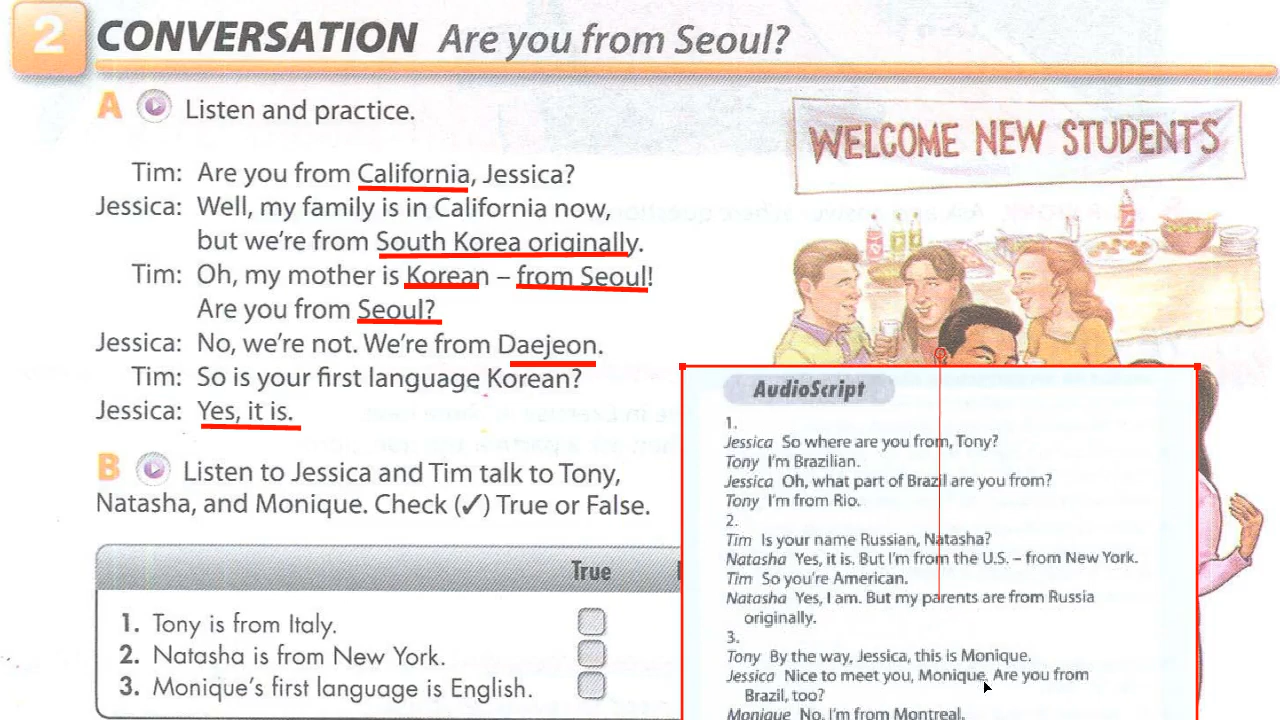 2 CONVERSATION Are you from Seoul?
A Listen and practice.
Tim: Are you from California, Jessica?
Jessica: Well, my family is in California now,
but we're from South Korea originally.
Tim: Oh, my mother is Korean – from Seoul!
Are you from Seoul?
Jessica: No, we're not. We're from Daejeon.
Tim: So is your first language Korean?
Jessica: Yes, it is.
B Listen to Jessica and Tim talk to Tony,
Natasha, and Monique. Check (✓) True or False.
True
1. Tony is from Italy.
2. Natasha is from New York.
3. Monique's first language is English.
WELCOME NEW STUDENTS
AudioScript
1.
Jessica So where are you from, Tony?
Tony I'm Brazilian.
Jessica Oh, what part of Brazil are you from?
Tony I'm from Rio.
2.
Tim Is your name Russian, Natasha?
Natasha Yes, it is. But I'm from the U.S. – from New York.
Tim So you're American.
Natasha Yes, I am. But my parents are from Russia
originally.
3.
Tony By the way, Jessica, this is Monique.
Jessica Nice to meet you, Monique. Are you from
Brazil, too?
Monique No, I'm from Montreal.